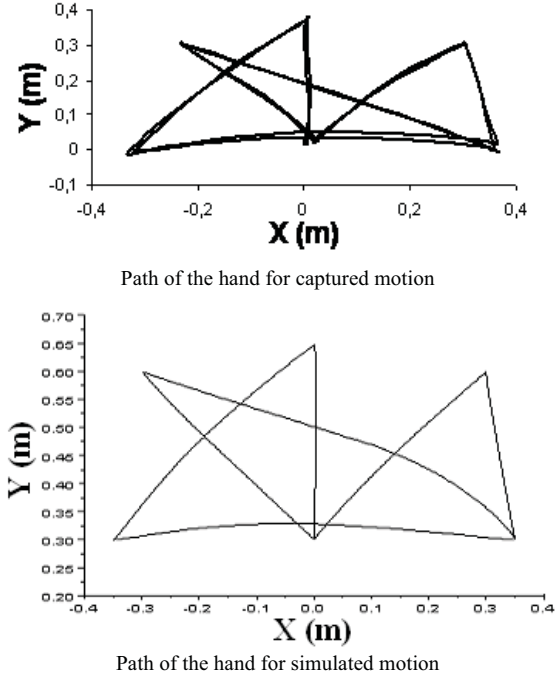 0,4
0,3
0,2
0,1
0
-0,1
Y (m)
-0,4 -0,2 0 0,2 0,4
X (m)
Path of the hand for captured motion
0.70
0.65
0.60
0.55
0.50
0.45
0.40
0.35
0.30
0.25
0.20
Y (m)
-0.4 -0.3 -0.2 -0.1 0.0 0.1 0.2 0.3 0.4
X (m)
Path of the hand for simulated motion